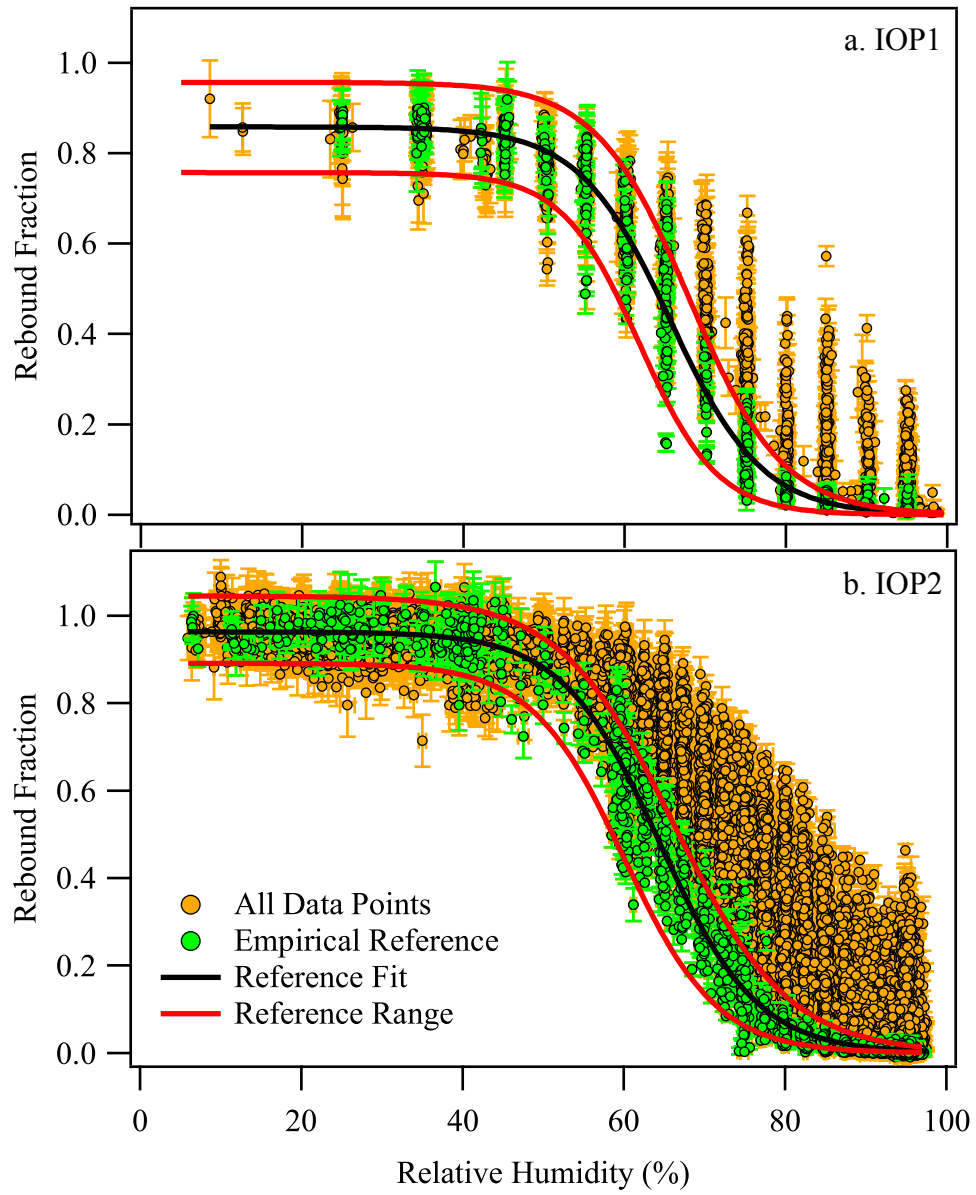 a. IOP1
1.0
0.8
0.6
0.4
0.2
0.0
Rebound Fraction
b. IOP2
1.0
0.8
0.6
0.4
0.2
0.0
Rebound Fraction
All Data Points
Empirical Reference
Reference Fit
Reference Range
0 20 40 60 80 100
Relative Humidity (%)